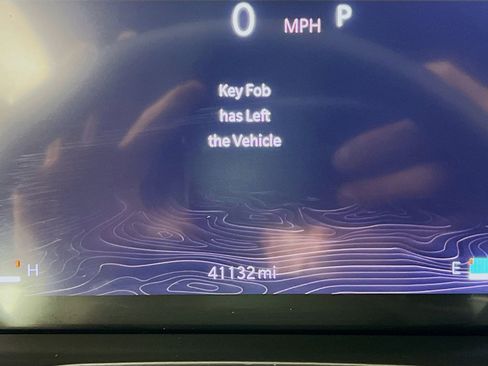 0 MPH P
Key Fob
has Left
the Vehicle
41132 mi
H E